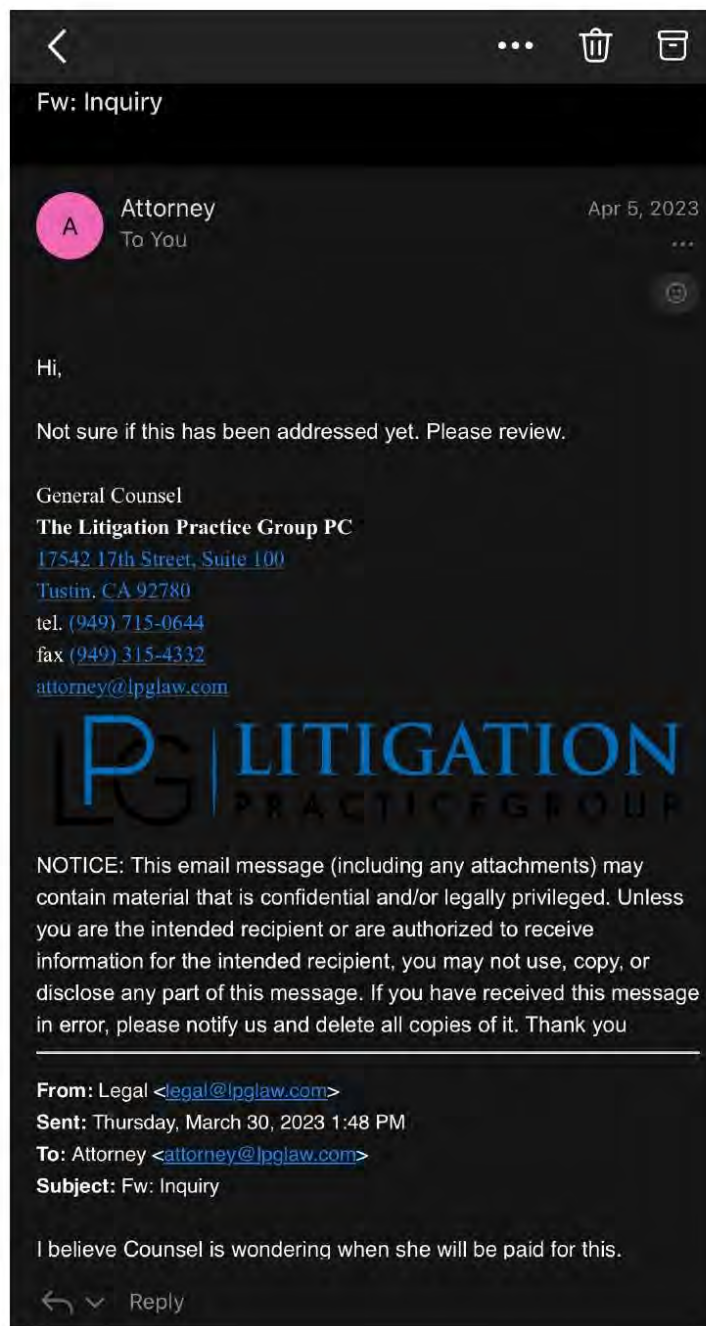 Fw: Inquiry
A
Attorney
Apr 5, 2023
To You
Hi,
Not sure if this has been addressed yet. Please review.
General Counsel
The Litigation Practice Group PC
17542 17th Street, Suite 100
Tustin, CA 92780
tel. (949) 715-0644
fax (949) 315-4332
attorney@lpglaw.com
LPG LITIGATION
PRACTICE GROUP
NOTICE: This email message (including any attachments) may
contain material that is confidential and/or legally privileged. Unless
you are the intended recipient or are authorized to receive
information for the intended recipient, you may not use, copy, or
disclose any part of this message. If you have received this message
in error, please notify us and delete all copies of it. Thank you
From: Legal <legal@lpglaw.com>
Sent: Thursday, March 30, 2023 1:48 PM
To: Attorney <attorney@lpglaw.com>
Subject: Fw: Inquiry
I believe Counsel is wondering when she will be paid for this.
Reply